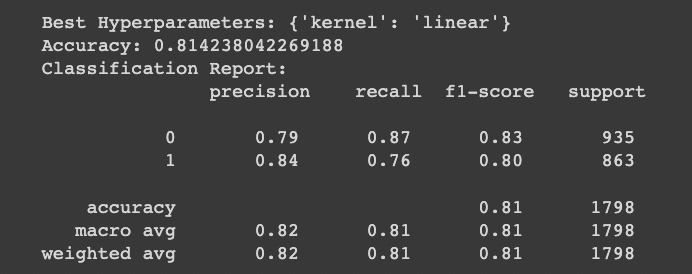 Best Hyperparameters: {'kernel': 'linear'}
Accuracy: 0.814238042269188
Classification Report:
precision recall f1-score support
0 0.79 0.87 0.83 935
1 0.84 0.76 0.80 863
accuracy 0.81 1798
macro avg 0.82 0.81 0.81 1798
weighted avg 0.82 0.81 0.81 1798